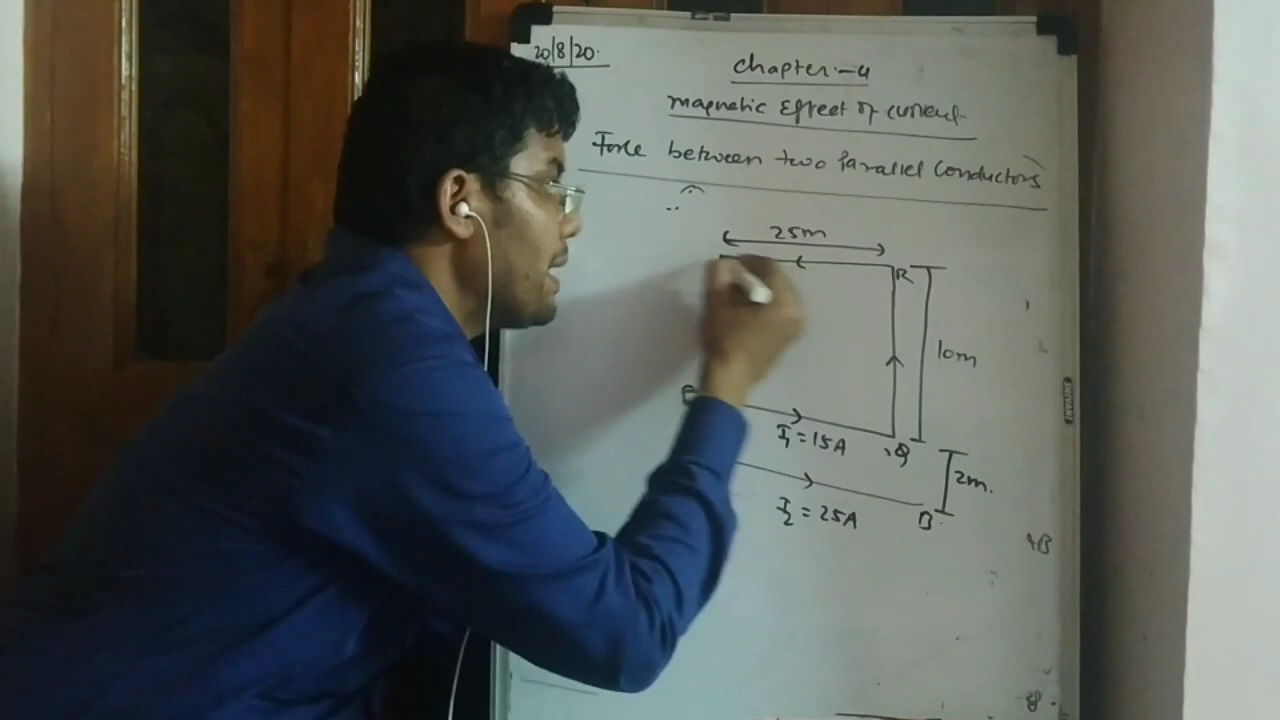 20/8/20.
Chapter:-4
magnetic Effect of current
Force between two Parallel Conductors
25m
R
10m
P
I1 = 15A
Q
2m.
I2 = 25A
B